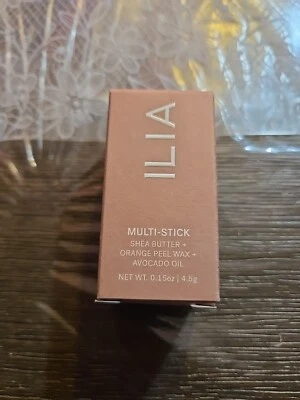 ILIA
MULTI-STICK
SHEA BUTTER +
ORANGE PEEL WAX +
AVOCADO OIL
NET WT. 0.15oz | 4.5g